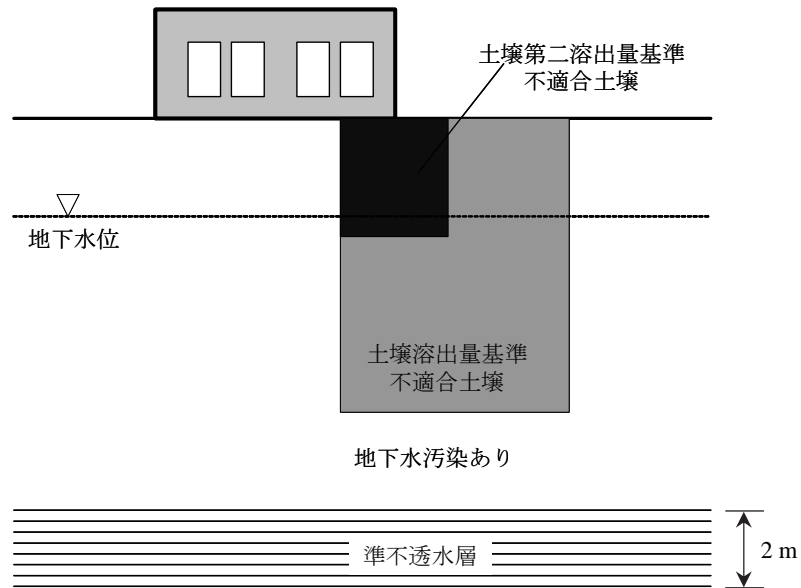 土壌第二溶出量基準
不適合土壌
地下水位
土壌溶出量基準
不適合土壌
地下水汚染あり
準不透水層
2 m